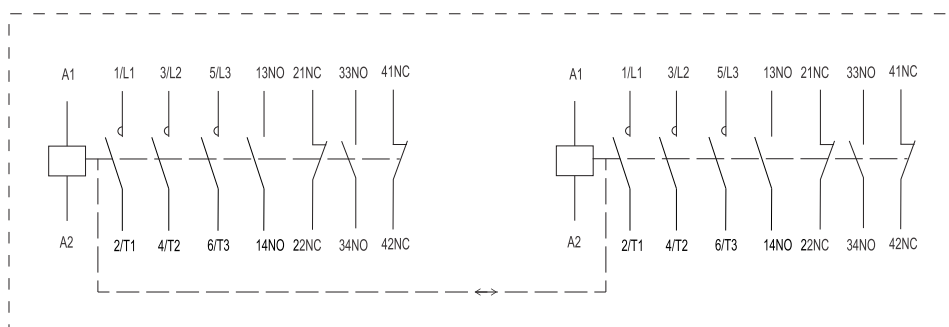 A1 1/L1 3/L2 5/L3 13NO 21NC 33NO 41NC A1 1/L1 3/L2 5/L3 13NO 21NC 33NO 41NC
A2 2/T1 4/T2 6/T3 14NO 22NC 34NO 42NC A2 2/T1 4/T2 6/T3 14NO 22NC 34NO 42NC